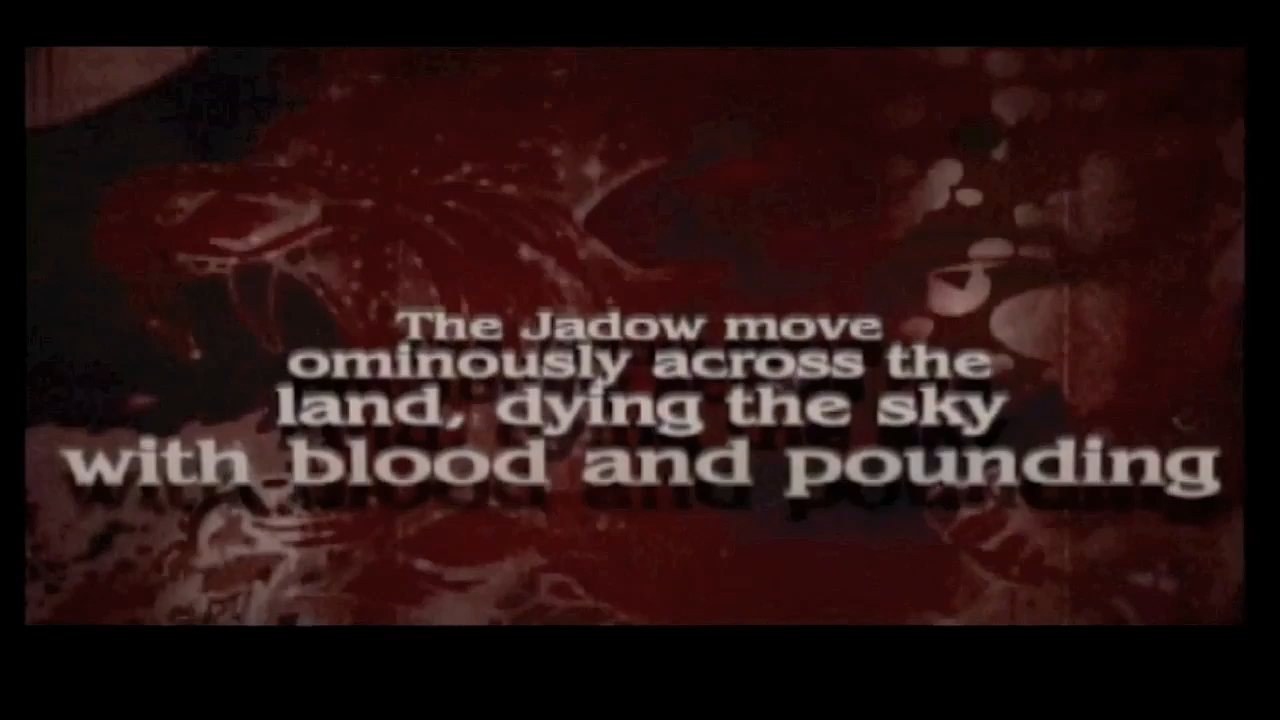 The Jadow move
ominously across the
land, dying the sky
with blood and pounding